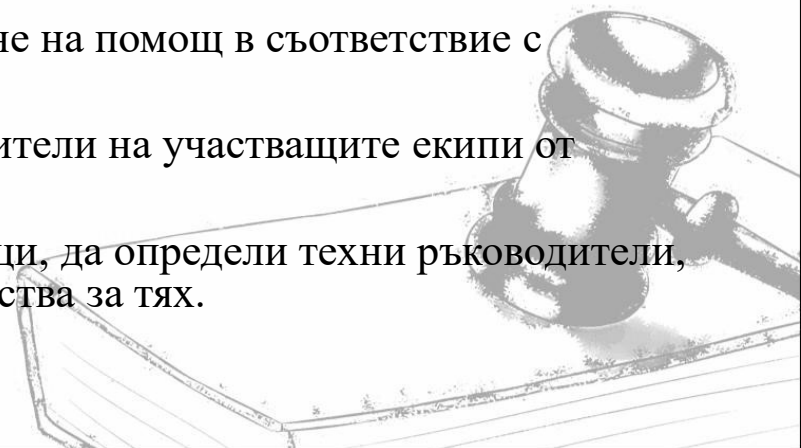 не на помощ в съответствие с
ители на участващите екипи от
ци, да определи техни ръководители,
ства за тях.